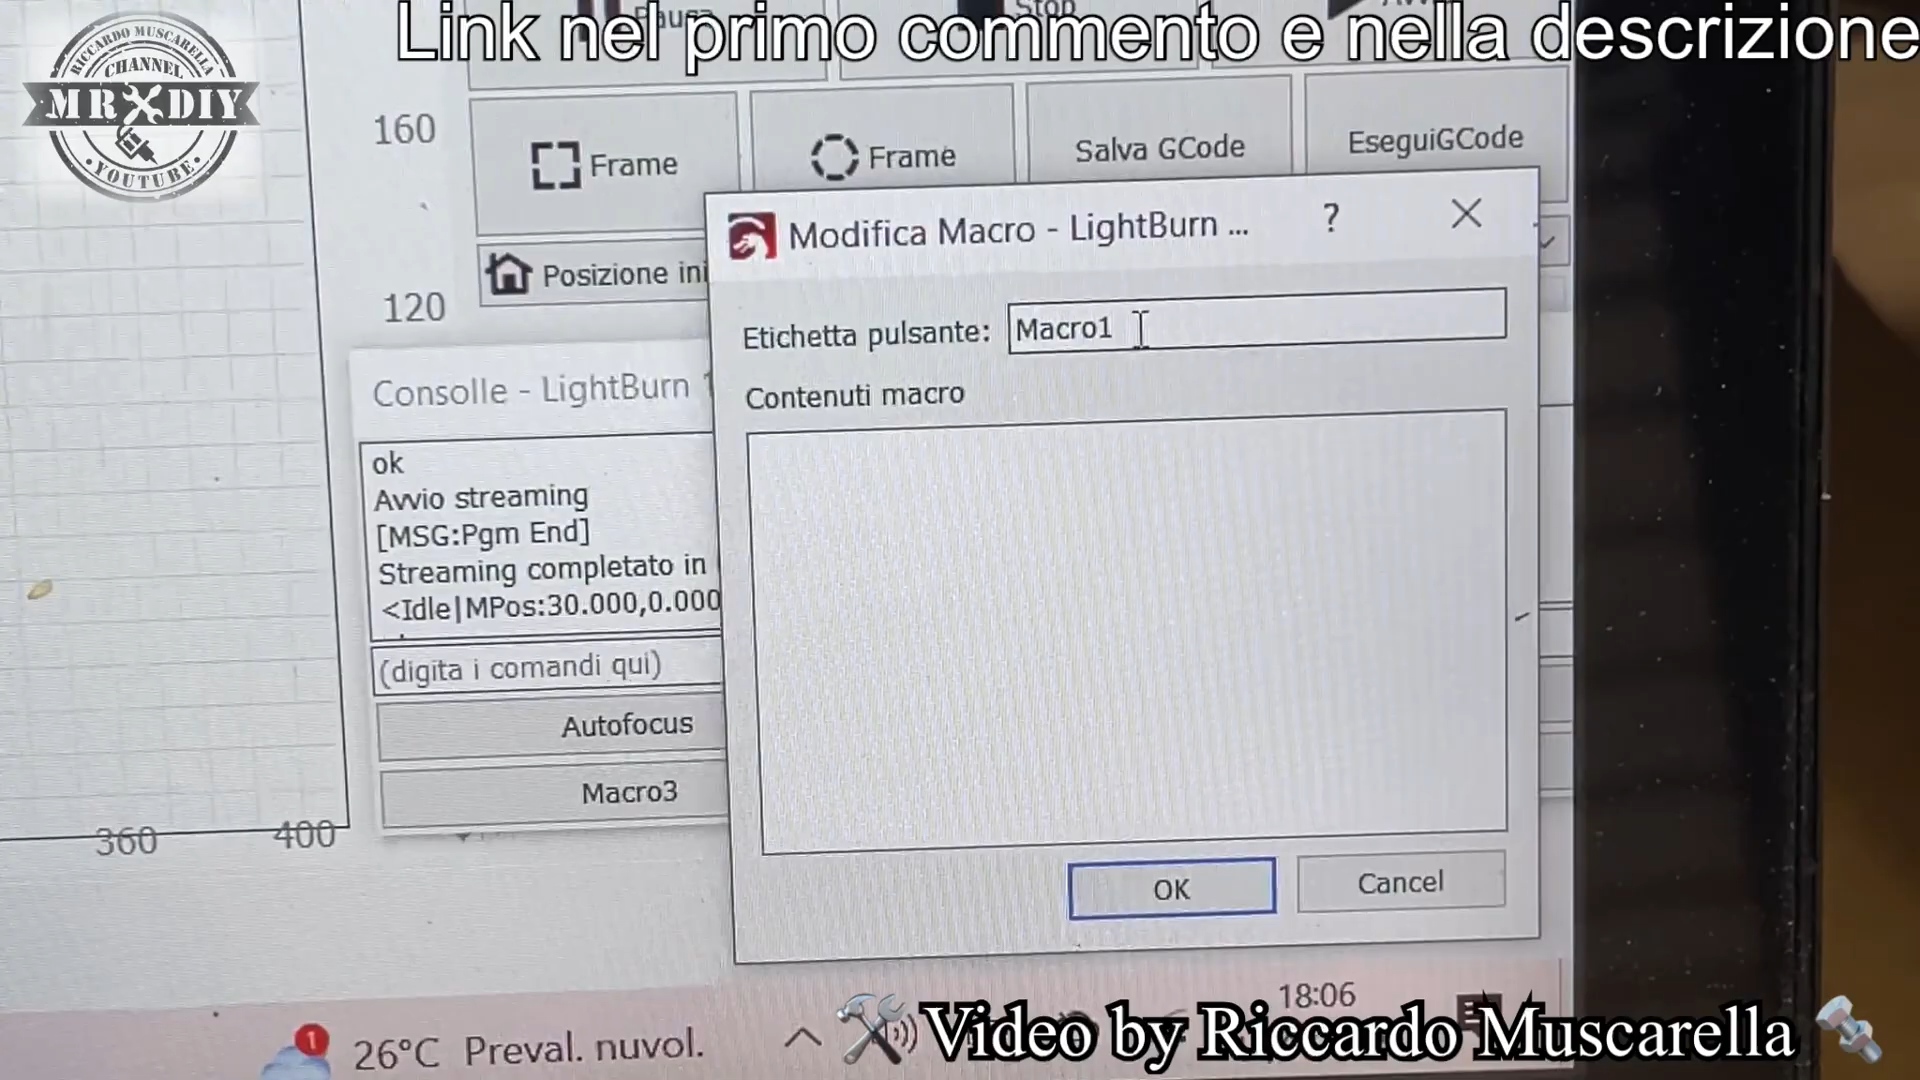 Link nel primo commento e nella descrizione
RICCARDO MUSCARELLA
CHANNEL
MR DIY
YOUTUBE
Pausa
Stop
160
Frame
Frame
Salva GCode
EseguiGCode
Modifica Macro - LightBurn ...
?
Posizione ini
120
Etichetta pulsante:
Macro1
Contenuti macro
Consolle - LightBurn
ok
Avvio streaming
[MSG:Pgm End]
Streaming completato in
<Idle|MPos:30.000,0.000
(digita i comandi qui)
Autofocus
Macro3
360
400
OK
Cancel
1
26°C Preval. nuvol.
18:06
Video by Riccardo Muscarella